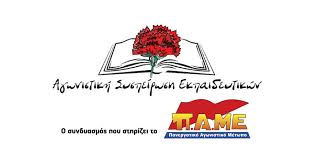 Αγωνιστική Συσπείρωση Εκπαιδευτικών
Ο συνδυασμός που στηρίζει το
Π.Α.ΜΕ
Πανεργατικό Αγωνιστικό Μέτωπο